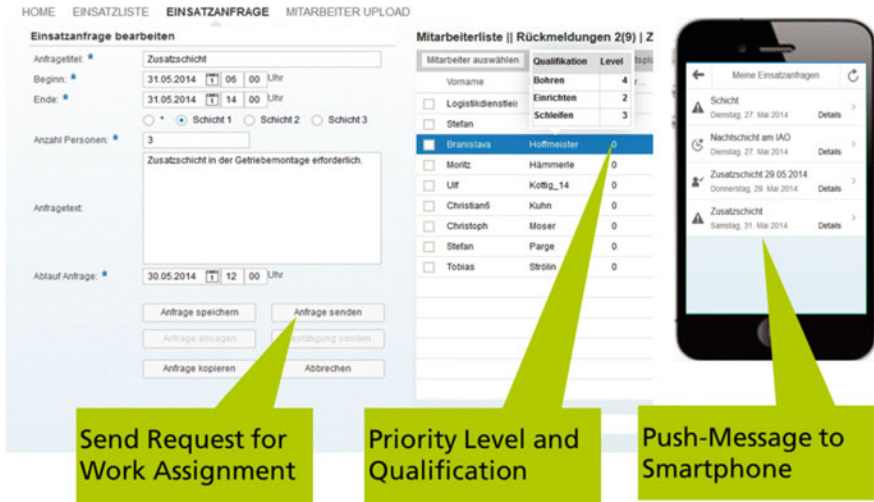 HOME EINSATZLISTE EINSATZANFRAGE MITARBEITER UPLOAD
Einsatzanfrage bearbeiten
Anfragetitel: * Zusatzschicht
Beginn: * 31.05.2014 06 00 Uhr
Ende: * 31.05.2014 14 00 Uhr
* Schicht 1 Schicht 2 Schicht 3
Anzahl Personen: * 3
Zusatzschicht in der Getriebemontage erforderlich.
Anfragetext:
Ablauf Anfrage: * 30.05.2014 12 00 Uhr
Anfrage speichern Anfrage senden
Anfrage absagen senden
Anfrage kopieren Abbrechen
Mitarbeiterliste || Rückmeldungen 2(9) | Z
Mitarbeiter auswählen
Qualifikation Level
Bohren 4
Einrichten 2
Schleifen 3
Vorname
Logistikdienstleis
Stefan
Branislava Hoffmeister 0
Moritz Hämmerle 0
Ulf Kottig_14 0
Christian6 Kuhn 0
Christoph Moser 0
Stefan Parge 0
Tobias Strölin 0
Meine Einsatzanfragen
Schicht
Dienstag, 27. Mai 2014 Details
Nachtschicht am IAO
Dienstag, 27. Mai 2014 Details
Zusatzschicht 29.05.2014
Donnerstag, 29. Mai 2014 Details
Zusatzschicht
Samstag, 31. Mai 2014 Details
Send Request for
Work Assignment
Priority Level and
Qualification
Push-Message to
Smartphone